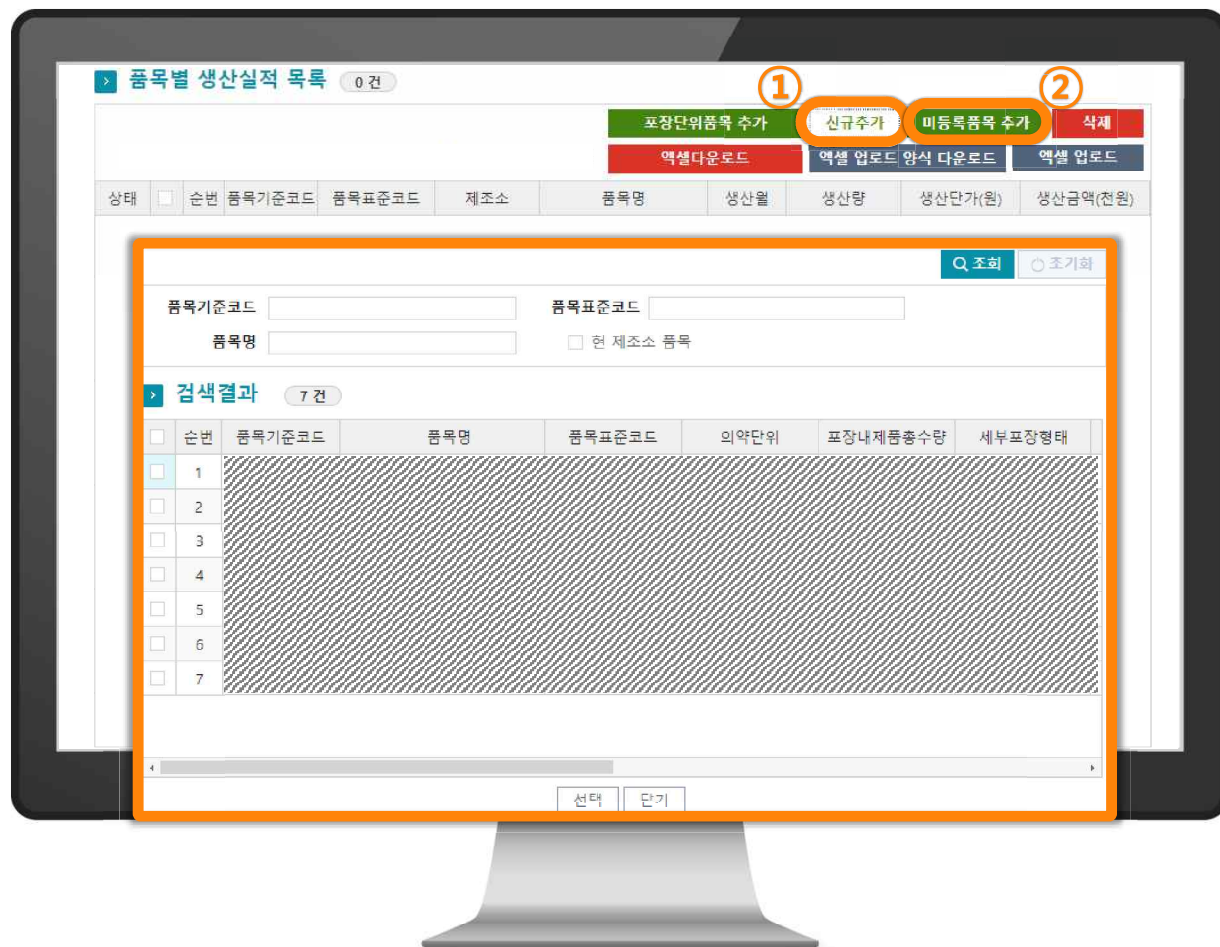 품목별 생산실적 목록 0 건
① ②
포장단위품목 추가 신규추가 미등록품목 추가 삭제
엑셀다운로드 엑셀 업로드 양식 다운로드 엑셀 업로드
상태 순번 품목기준코드 품목표준코드 제조소 품목명 생산월 생산량 생산단가(원) 생산금액(천원)
조회 초기화
품목기준코드 품목표준코드
품목명 현 제조소 품목
검색결과 7 건
순번 품목기준코드 품목명 품목표준코드 의약단위 포장내제품총수량 세부포장형태
1
2
3
4
5
6
7
선택 닫기